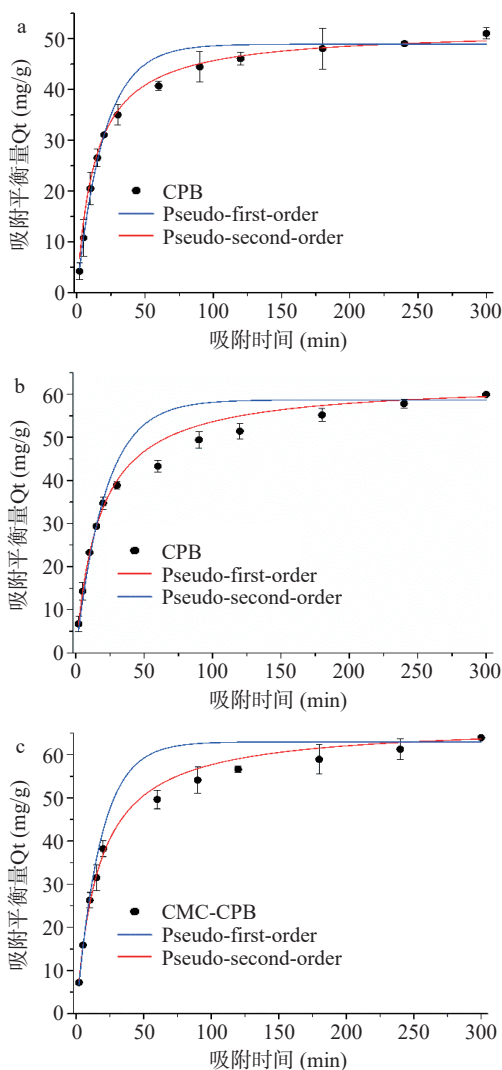 a
50
40
30
20
10
0
吸附平衡量Qt (mg/g)
CPB
Pseudo-first-order
Pseudo-second-order
0 50 100 150 200 250 300
吸附时间 (min)
b
60
50
40
30
20
10
0
吸附平衡量Qt (mg/g)
CPB
Pseudo-first-order
Pseudo-second-order
0 50 100 150 200 250 300
吸附时间 (min)
c
60
50
40
30
20
10
0
吸附平衡量Qt (mg/g)
CMC-CPB
Pseudo-first-order
Pseudo-second-order
0 50 100 150 200 250 300
吸附时间 (min)